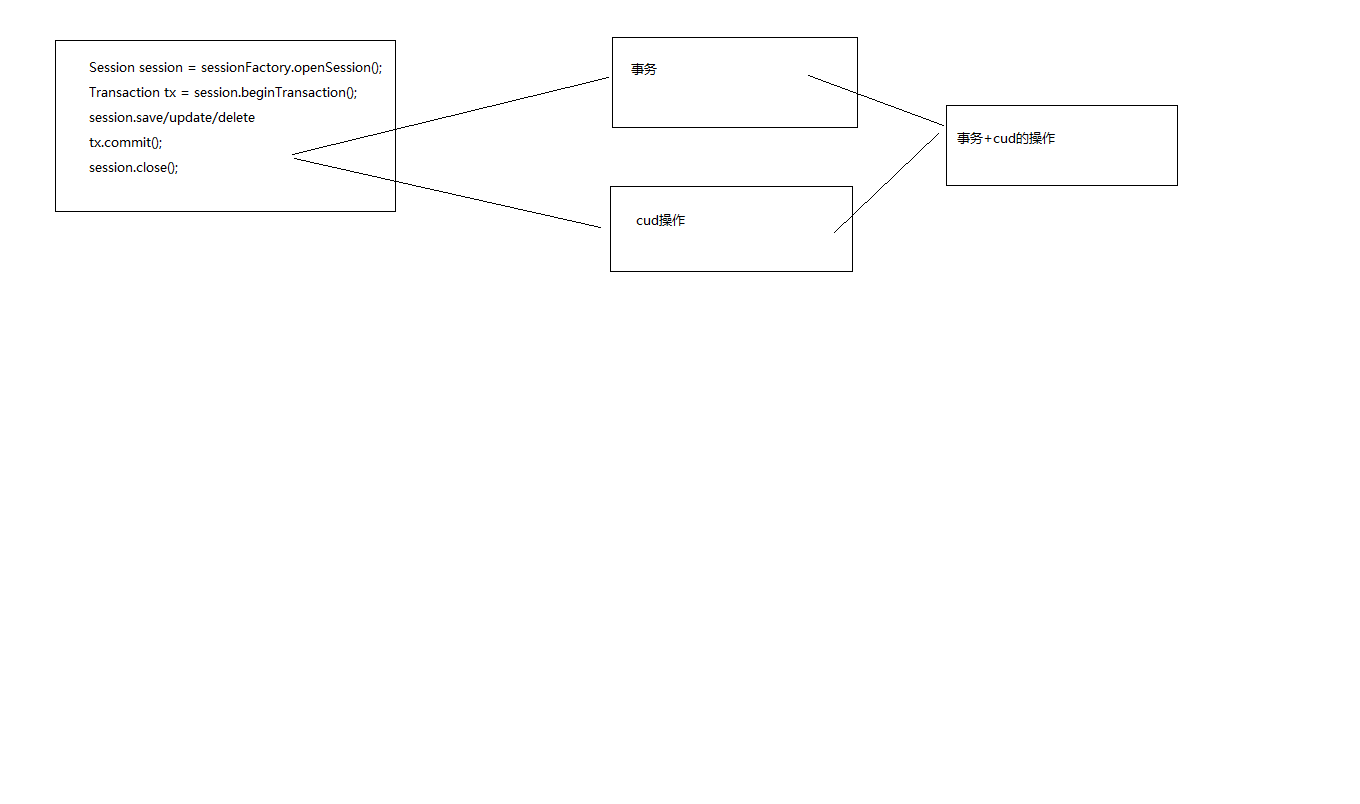 Session session = sessionFactory.openSession();
Transaction tx = session.beginTransaction();
session.save/update/delete
tx.commit();
session.close();
事务
cud操作
事务+cud的操作